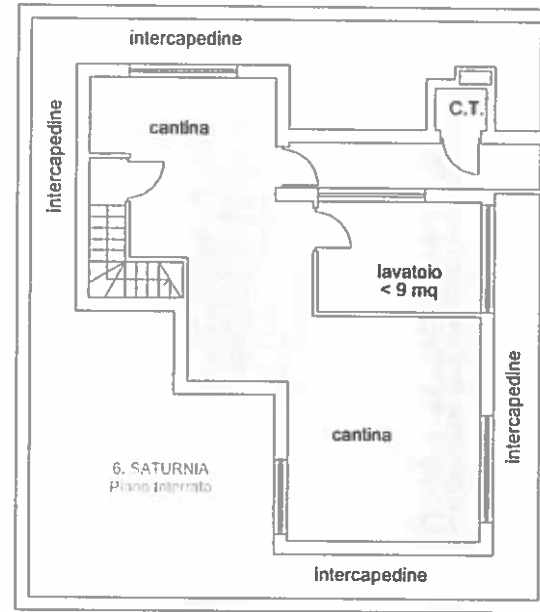 intercapedine
intercapedine
cantina
C.T.
lavatoio
< 9 mq
intercapedine
cantina
6. SATURNIA
Piano Interrato
intercapedine